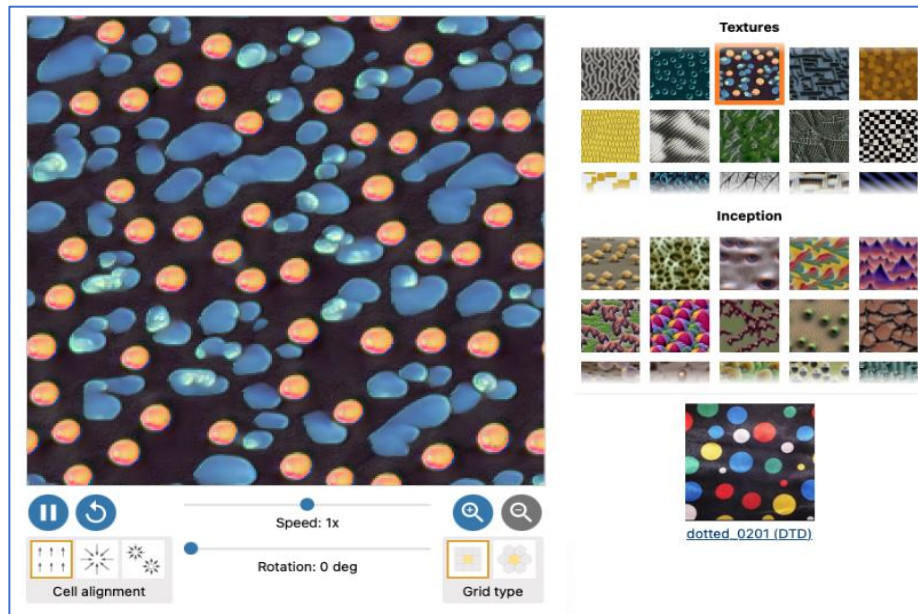 Textures
Inception
Speed: 1x
Rotation: 0 deg
Cell alignment
Grid type
dotted_0201 (DTD)